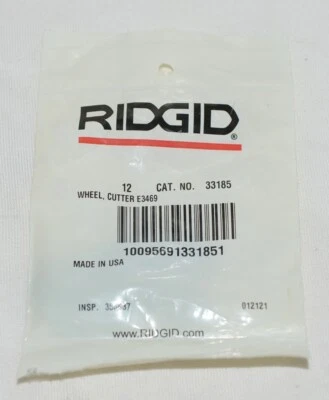 RIDGID®
12 CAT. NO. 33185
WHEEL, CUTTER E3469
10095691331851
MADE IN USA
INSP. 012121
www.RIDGID.com